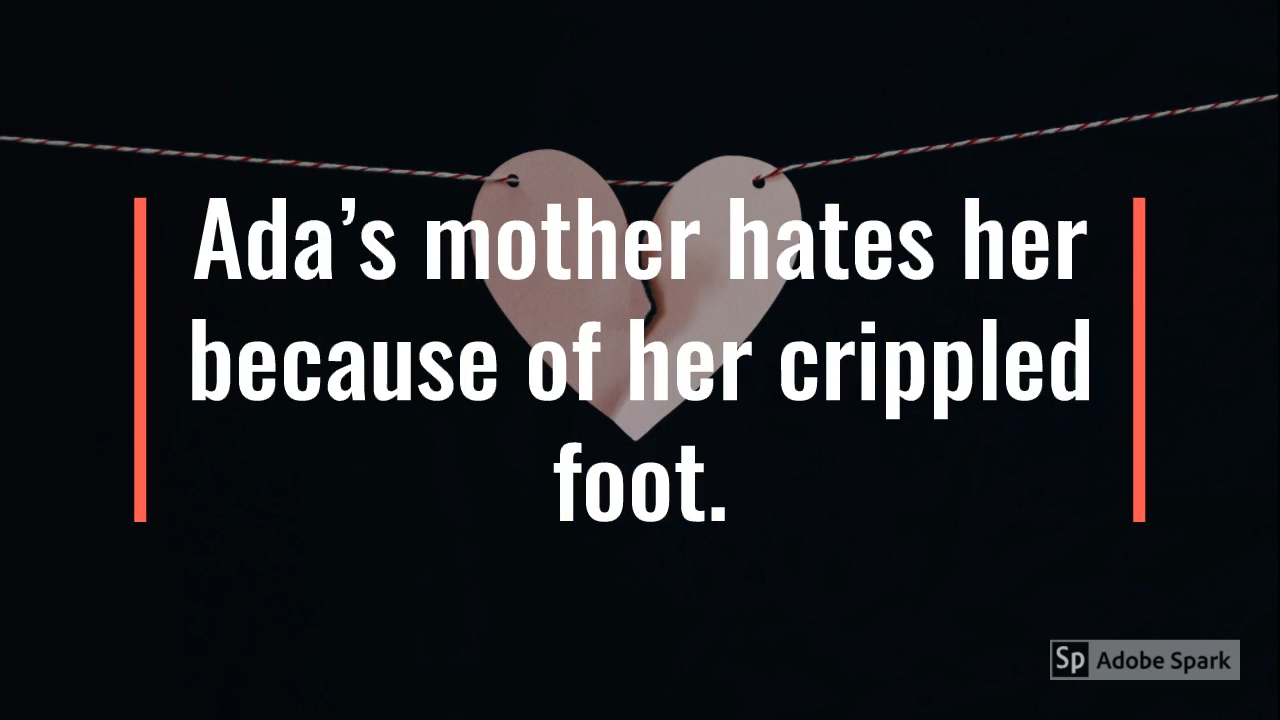 Ada’s mother hates her
because of her crippled
foot.
Sp Adobe Spark